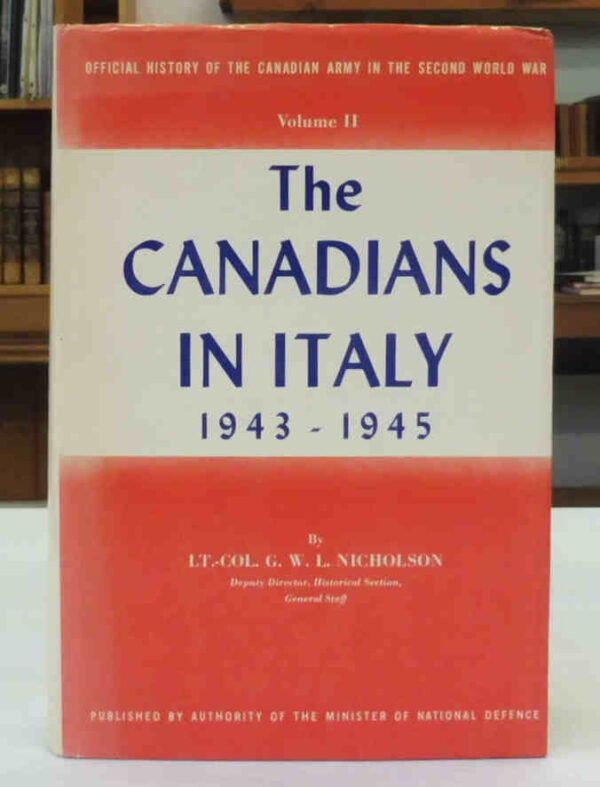 OFFICIAL HISTORY OF THE CANADIAN ARMY IN THE SECOND WORLD WAR
Volume II
The
CANADIANS
IN ITALY
1943 - 1945
By
LT.-COL. G. W. L. NICHOLSON
Deputy Director, Historical Section,
General Staff
PUBLISHED BY AUTHORITY OF THE MINISTER OF NATIONAL DEFENCE